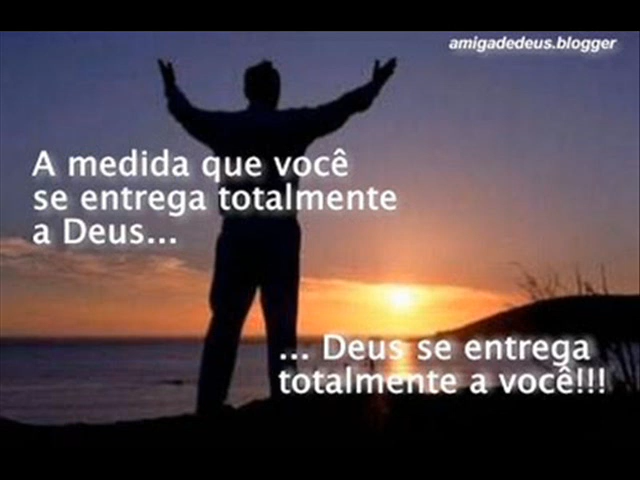 amigadedeus.blogger
A medida que você
se entrega totalmente
a Deus...
... Deus se entrega
totalmente a você!!!